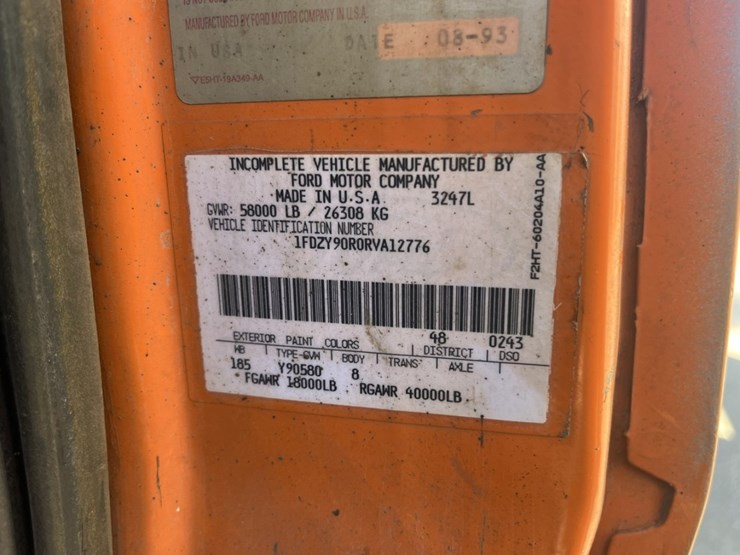 MANUFACTURED BY FORD MOTOR COMPANY IN U.S.A.
IN USA DATE 08-93
INCOMPLETE VEHICLE MANUFACTURED BY
FORD MOTOR COMPANY
MADE IN U.S.A. 3247L
GVWR: 58000 LB / 26308 KG
VEHICLE IDENTIFICATION NUMBER
1FDZY90R0RVA12776
48 0243
EXTERIOR PAINT COLORS DISTRICT DSO
WB TYPE-GVW BODY TRANS AXLE
185 Y90580 8
FGAWR 18000LB RGAWR 40000LB
F2HT-60204A10-AA